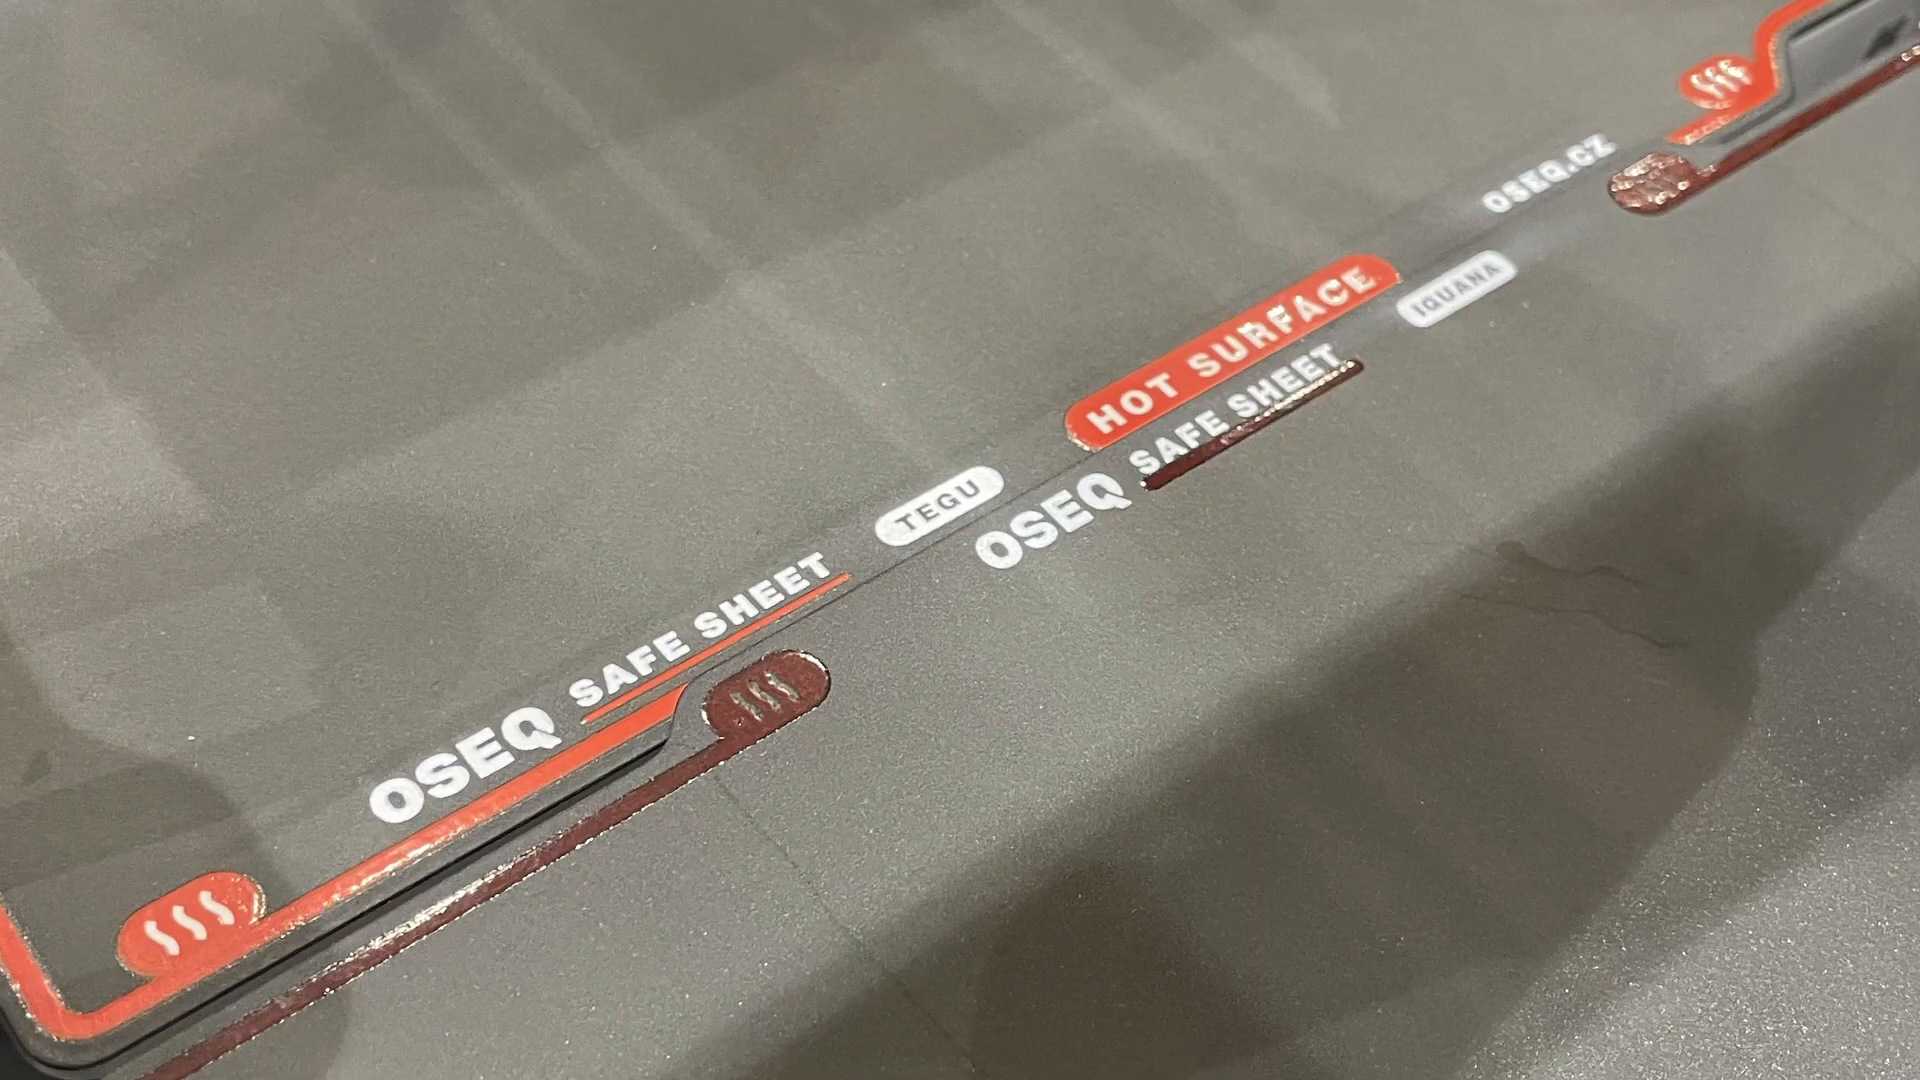 OSEQ SAFE SHEET
TEGU
HOT SURFACE
OSEQ.CZ
OSEQ SAFE SHEET
IGUANA